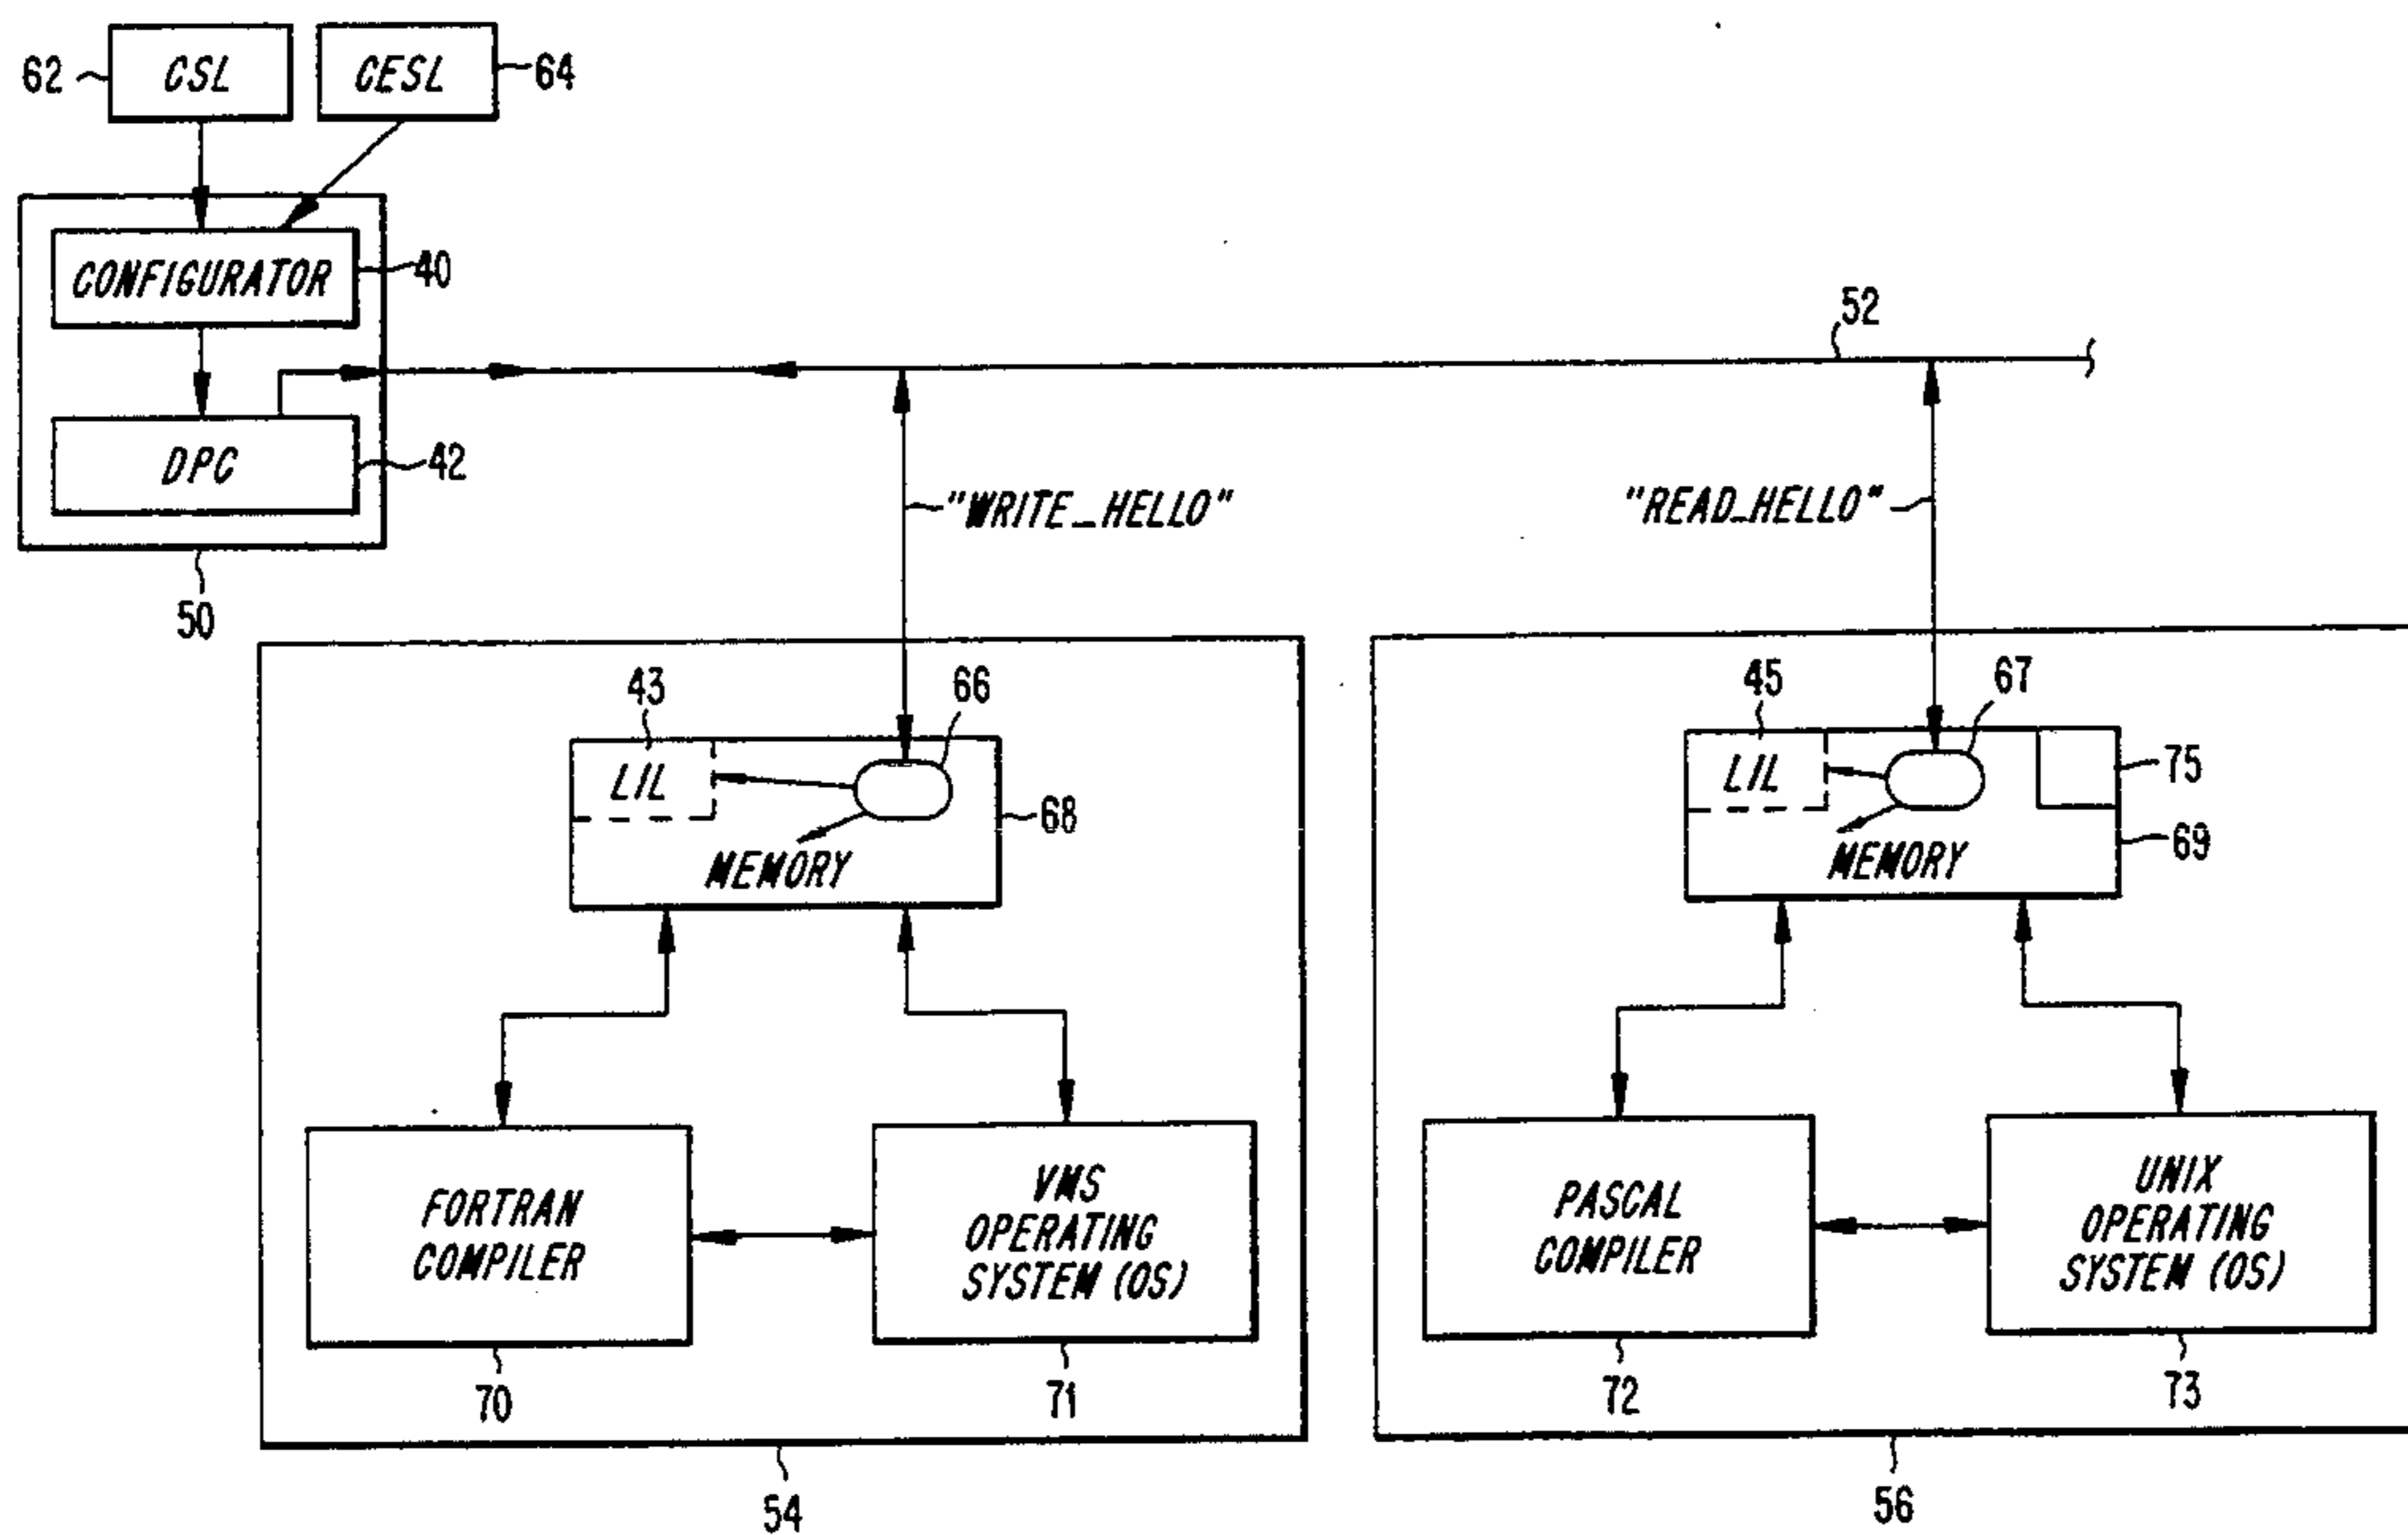 62
CSL
CESL
64
CONFIGURATOR
40
DPC
42
50
52
"WRITE_HELLO"
"READ_HELLO"
43
66
LIL
68
MEMORY
45
67
LIL
75
69
MEMORY
FORTRAN
COMPILER
70
VMS
OPERATING
SYSTEM (OS)
71
54
PASCAL
COMPILER
72
UNIX
OPERATING
SYSTEM (OS)
73
56